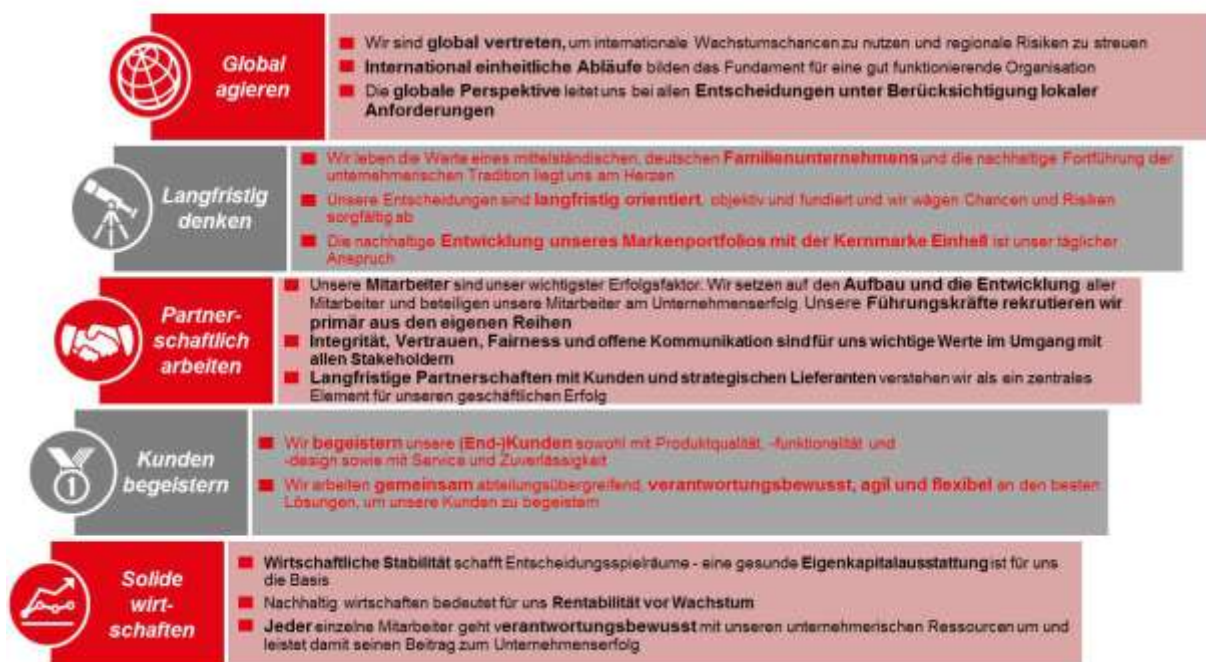 Global
agieren
Wir sind global vertreten, um internationale Wachstumschancen zu nutzen und regionale Risiken zu streuen
International einheitliche Abläufe bilden das Fundament für eine gut funktionierende Organisation
Die globale Perspektive leitet uns bei allen Entscheidungen unter Berücksichtigung lokaler
Anforderungen
Langfristig
denken
Wir leben die Werte eines mittelständischen, deutschen Familienunternehmens und die nachhaltige Fortführung der
unternehmerischen Tradition liegt uns am Herzen
Unsere Entscheidungen sind langfristig orientiert, objektiv und fundiert und wir wägen Chancen und Risiken
sorgfältig ab
Die nachhaltige Entwicklung unseres Markenportfolios mit der Kernmarke Einhell ist unser täglicher
Anspruch
Partner-
schaftlich
arbeiten
Unsere Mitarbeiter sind unser wichtigster Erfolgsfaktor. Wir setzen auf den Aufbau und die Entwicklung aller
Mitarbeiter und beteiligen unsere Mitarbeiter am Unternehmenserfolg. Unsere Führungskräfte rekrutieren wir
primär aus den eigenen Reihen
Integrität, Vertrauen, Fairness und offene Kommunikation sind für uns wichtige Werte im Umgang mit
allen Stakeholdern
Langfristige Partnerschaften mit Kunden und strategischen Lieferanten verstehen wir als ein zentrales
Element für unseren geschäftlichen Erfolg
1
Kunden
begeistern
Wir begeistern unsere (End-)Kunden sowohl mit Produktqualität, -funktionalität und
-design sowie mit Service und Zuverlässigkeit
Wir arbeiten gemeinsam abteilungsübergreifend, verantwortungsbewusst, agil und flexibel an den besten
Lösungen, um unsere Kunden zu begeistern
Solide
wirt-
schaften
Wirtschaftliche Stabilität schafft Entscheidungsspielräume - eine gesunde Eigenkapitalausstattung ist für uns
die Basis
Nachhaltig wirtschaften bedeutet für uns Rentabilität vor Wachstum
Jeder einzelne Mitarbeiter geht verantwortungsbewusst mit unseren unternehmerischen Ressourcen um und
leistet damit seinen Beitrag zum Unternehmenserfolg